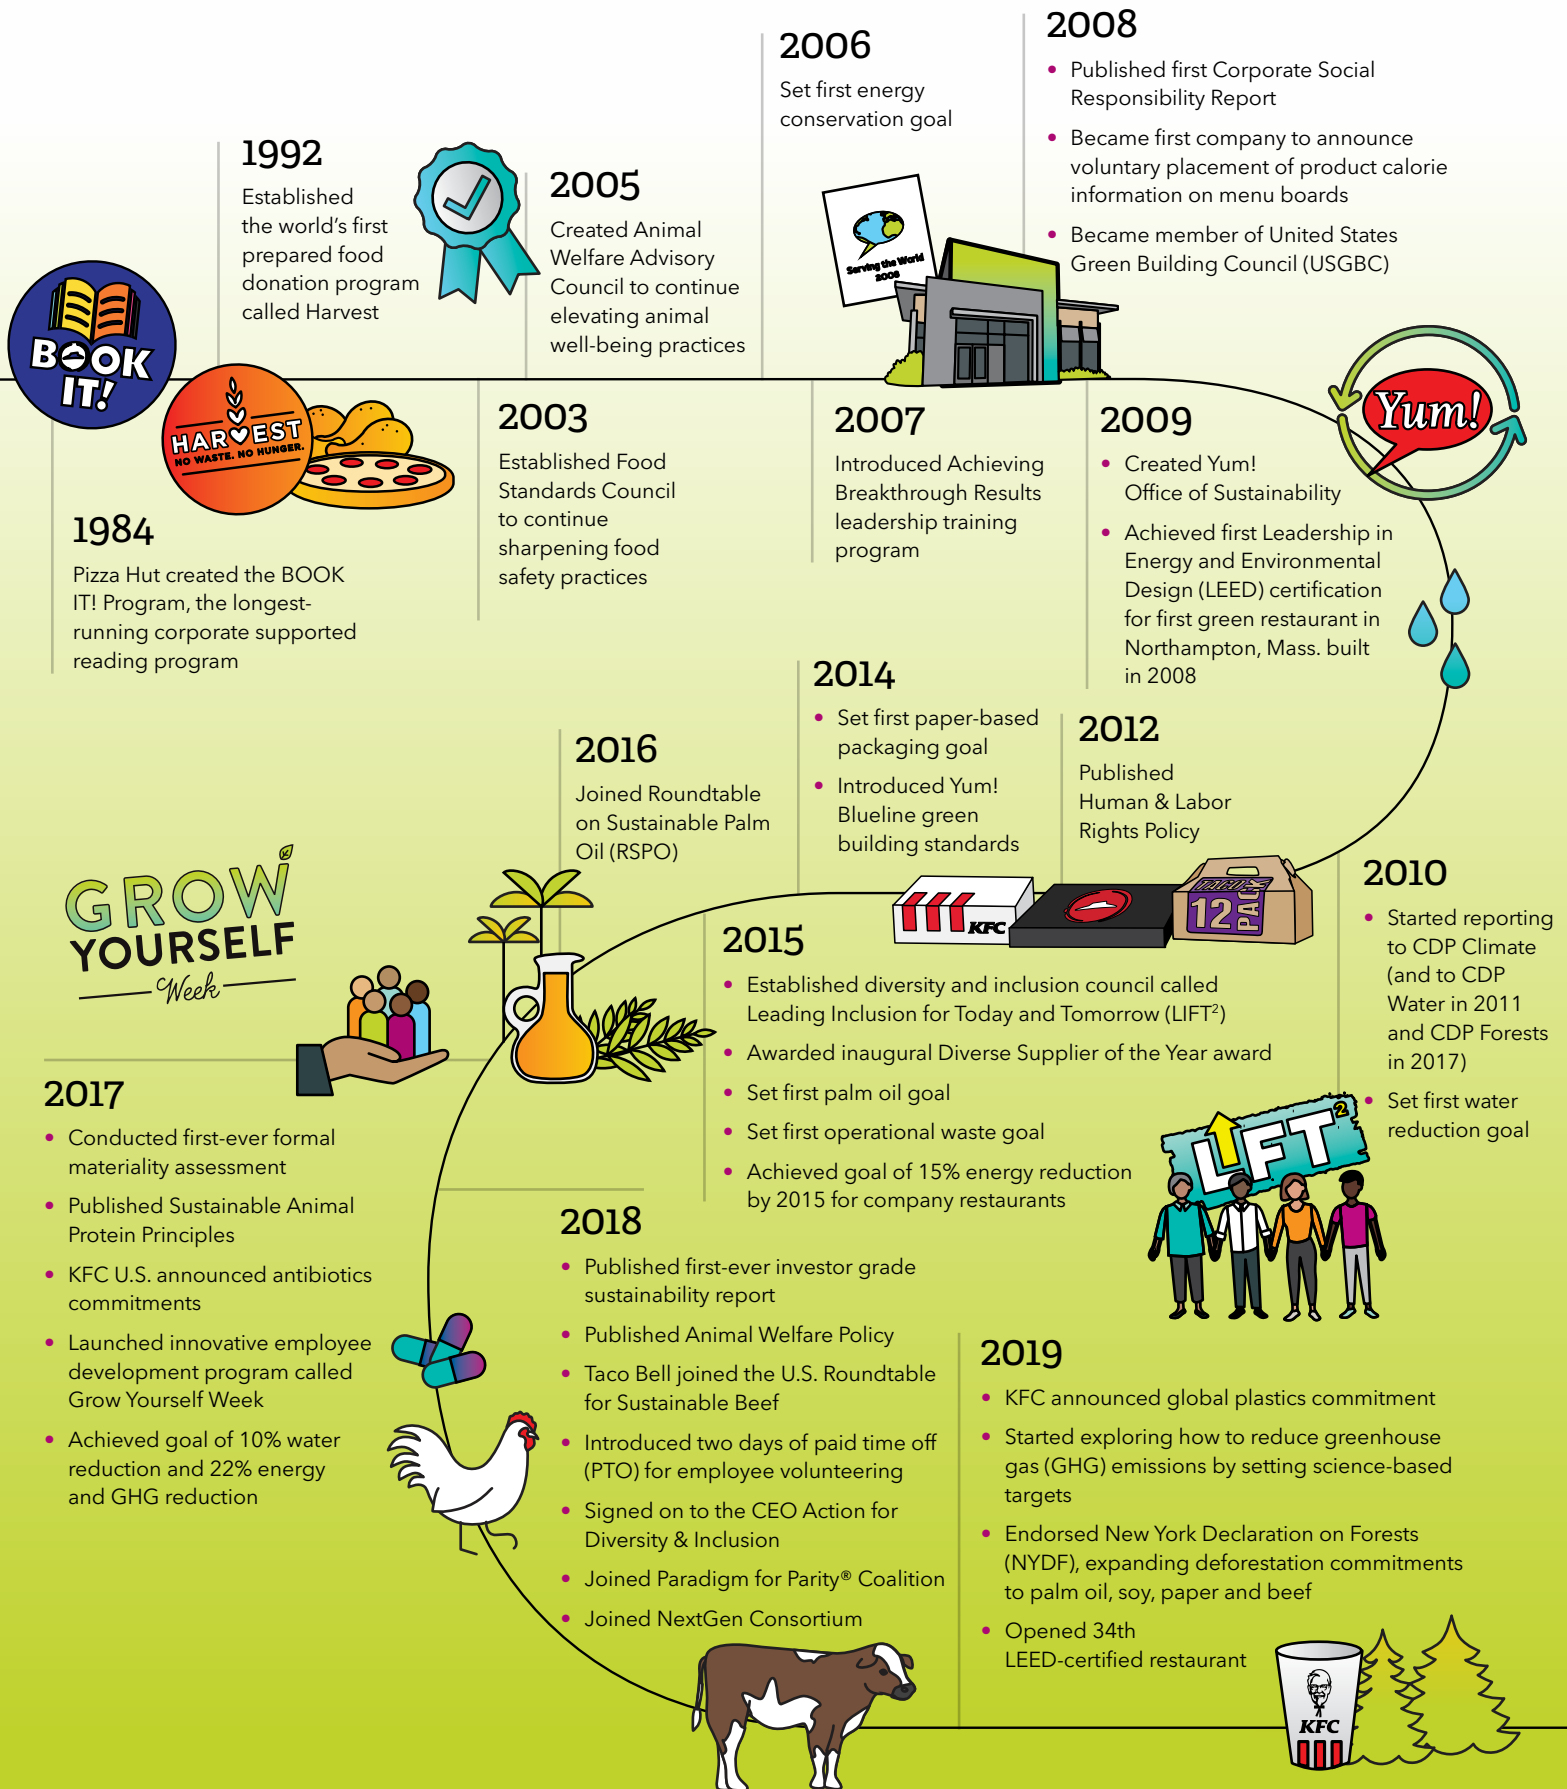 2006
Set first energy
conservation goal
2008
• Published first Corporate Social
Responsibility Report
• Became first company to announce
voluntary placement of product calorie
information on menu boards
• Became member of United States
Green Building Council (USGBC)
1992
Established
the world's first
prepared food
donation program
called Harvest
2005
Created Animal
Welfare Advisory
Council to continue
elevating animal
well-being practices
Serving the World
2008
BOOK
IT!
HARVEST
NO WASTE. NO HUNGER.
Yum!
1984
Pizza Hut created the BOOK
IT! Program, the longest-
running corporate supported
reading program
2003
Established Food
Standards Council
to continue
sharpening food
safety practices
2007
Introduced Achieving
Breakthrough Results
leadership training
program
2009
• Created Yum!
Office of Sustainability
• Achieved first Leadership in
Energy and Environmental
Design (LEED) certification
for first green restaurant in
Northampton, Mass. built
in 2008
2016
Joined Roundtable
on Sustainable Palm
Oil (RSPO)
2014
• Set first paper-based
packaging goal
• Introduced Yum!
Blueline green
building standards
2012
Published
Human & Labor
Rights Policy
2010
• Started reporting
to CDP Climate
(and to CDP
Water in 2011
and CDP Forests
in 2017)
• Set first water
reduction goal
KFC
TACO
12
PACK
GROW
YOURSELF
Week
2015
• Established diversity and inclusion council called
Leading Inclusion for Today and Tomorrow (LIFT²)
• Awarded inaugural Diverse Supplier of the Year award
• Set first palm oil goal
• Set first operational waste goal
• Achieved goal of 15% energy reduction
by 2015 for company restaurants
LIFT²
2017
• Conducted first-ever formal
materiality assessment
• Published Sustainable Animal
Protein Principles
• KFC U.S. announced antibiotics
commitments
• Launched innovative employee
development program called
Grow Yourself Week
• Achieved goal of 10% water
reduction and 22% energy
and GHG reduction
2018
• Published first-ever investor grade
sustainability report
• Published Animal Welfare Policy
• Taco Bell joined the U.S. Roundtable
for Sustainable Beef
• Introduced two days of paid time off
(PTO) for employee volunteering
• Signed on to the CEO Action for
Diversity & Inclusion
• Joined Paradigm for Parity® Coalition
• Joined NextGen Consortium
2019
• KFC announced global plastics commitment
• Started exploring how to reduce greenhouse
gas (GHG) emissions by setting science-based
targets
• Endorsed New York Declaration on Forests
(NYDF), expanding deforestation commitments
to palm oil, soy, paper and beef
• Opened 34th
LEED-certified restaurant
KFC